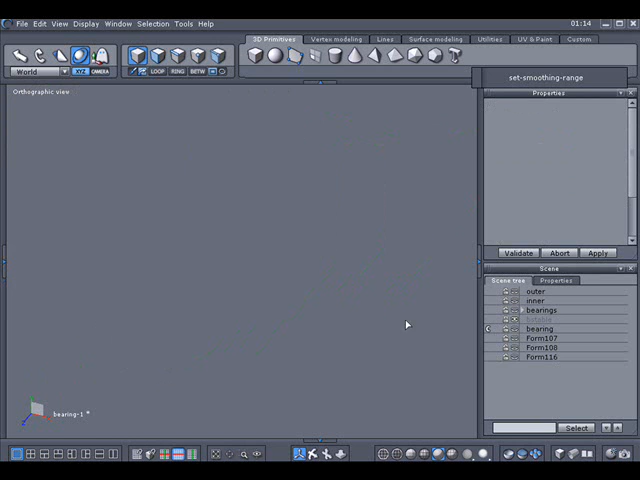 File Edit View Display Window Selection Tools Help 01:14
3D Primitives Vertex modeling Lines Surface modeling Utilities UV & Paint Custom
World XYZ CAMERA LOOP RING BETW
set-smoothing-range
Orthographic view
Properties
Validate Abort Apply
Scene
Scene tree Properties
outer
inner
bearings
bearing
Form107
Form108
Form116
bearing-1 *
Select